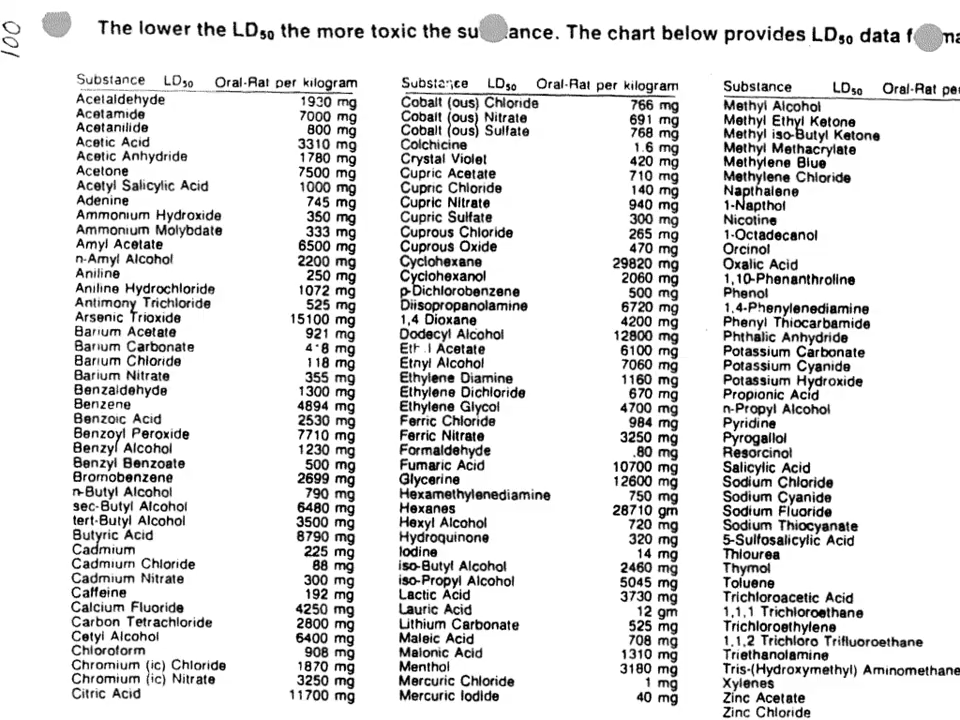 100
The lower the LD50 the more toxic the su ance. The chart below provides LD50 data f
Substance LD50 Oral-Rat per kilogram
Acetaldehyde 1930 mg
Acetamide 7000 mg
Acetanilide 800 mg
Acetic Acid 3310 mg
Acetic Anhydride 1780 mg
Acetone 7500 mg
Acetyl Salicylic Acid 1000 mg
Adenine 745 mg
Ammonium Hydroxide 350 mg
Ammonium Molybdate 333 mg
Amyl Acetate 6500 mg
n-Amyl Alcohol 2200 mg
Aniline 250 mg
Aniline Hydrochloride 1072 mg
Antimony Trichloride 525 mg
Arsenic Trioxide 15100 mg
Barium Acetate 921 mg
Barium Carbonate mg
Barium Chloride 118 mg
Barium Nitrate 355 mg
Benzaldehyde 1300 mg
Benzene 4894 mg
Benzoic Acid 2530 mg
Benzoyl Peroxide 7710 mg
Benzyl Alcohol 1230 mg
Benzyl Benzoate 500 mg
Bromobenzene 2699 mg
n-Butyl Alcohol 790 mg
sec-Butyl Alcohol 6480 mg
tert-Butyl Alcohol 3500 mg
Butyric Acid 8790 mg
Cadmium 225 mg
Cadmium Chloride 88 mg
Cadmium Nitrate 300 mg
Caffeine 192 mg
Calcium Fluoride 4250 mg
Carbon Tetrachloride 2800 mg
Cetyl Alcohol 6400 mg
Chloroform 908 mg
Chromium (ic) Chloride 1870 mg
Chromium (ic) Nitrate 3250 mg
Citric Acid 11700 mg
Substance LD50 Oral-Rat per kilogram
Cobalt (ous) Chloride 766 mg
Cobalt (ous) Nitrate 691 mg
Cobalt (ous) Sulfate 768 mg
Colchicine 1.6 mg
Crystal Violet 420 mg
Cupric Acetate 710 mg
Cupric Chloride 140 mg
Cupric Nitrate 940 mg
Cupric Sulfate 300 mg
Cuprous Chloride 265 mg
Cuprous Oxide 470 mg
Cyclohexane 29820 mg
Cyclohexanol 2060 mg
p-Dichlorobenzene 500 mg
Diisopropanolamine 6720 mg
1,4 Dioxane 4200 mg
Dodecyl Alcohol 12800 mg
Acetate 6100 mg
Ethyl Alcohol 7060 mg
Ethylene Diamine 1160 mg
Ethylene Dichloride 670 mg
Ethylene Glycol 4700 mg
Ferric Chloride 984 mg
Ferric Nitrate 3250 mg
Formaldehyde .80 mg
Fumaric Acid 10700 mg
Glycerine 12600 mg
Hexamethylenediamine 750 mg
Hexanes 28710 gm
Hexyl Alcohol 720 mg
Hydroquinone 320 mg
Iodine 14 mg
iso-Butyl Alcohol 2460 mg
iso-Propyl Alcohol 5045 mg
Lactic Acid 3730 mg
Lauric Acid 12 gm
Lithium Carbonate 525 mg
Maleic Acid 708 mg
Malonic Acid 1310 mg
Menthol 3180 mg
Mercuric Chloride 1 mg
Mercuric Iodide 40 mg
Substance LD50 Oral-Rat pe
Methyl Alcohol
Methyl Ethyl Ketone
Methyl iso-Butyl Ketone
Methyl Methacrylate
Methylene Blue
Methylene Chloride
Napthalene
1-Napthol
Nicotine
1-Octadecanol
Orcinol
Oxalic Acid
1,10-Phenanthroline
Phenol
1,4-Phenylenediamine
Phenyl Thiocarbamide
Phthalic Anhydride
Potassium Carbonate
Potassium Cyanide
Potassium Hydroxide
Propionic Acid
n-Propyl Alcohol
Pyridine
Pyrogallol
Resorcinol
Salicylic Acid
Sodium Chloride
Sodium Cyanide
Sodium Fluoride
Sodium Thiocyanate
5-Sulfosalicylic Acid
Thiourea
Thymol
Toluene
Trichloroacetic Acid
1,1,1 Trichloroethane
Trichloroethylene
1,1,2 Trichloro Trifluoroethane
Triethanolamine
Tris-(Hydroxymethyl) Aminomethane
Xylenes
Zinc Acetate
Zinc Chloride